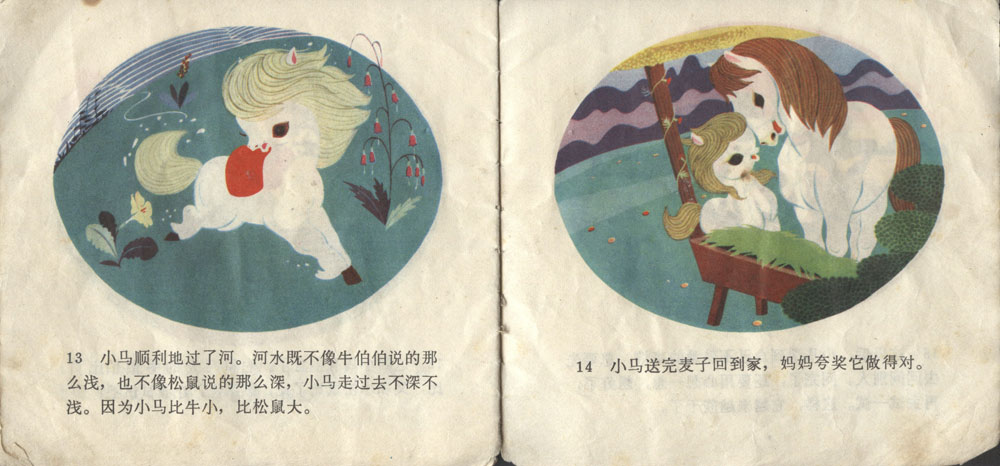 13 小马顺利地过了河。河水既不像牛伯伯说的那
么浅，也不像松鼠说的那么深，小马走过去不深不
浅。因为小马比牛小，比松鼠大。
14 小马送完麦子回到家，妈妈夸奖它做得对。